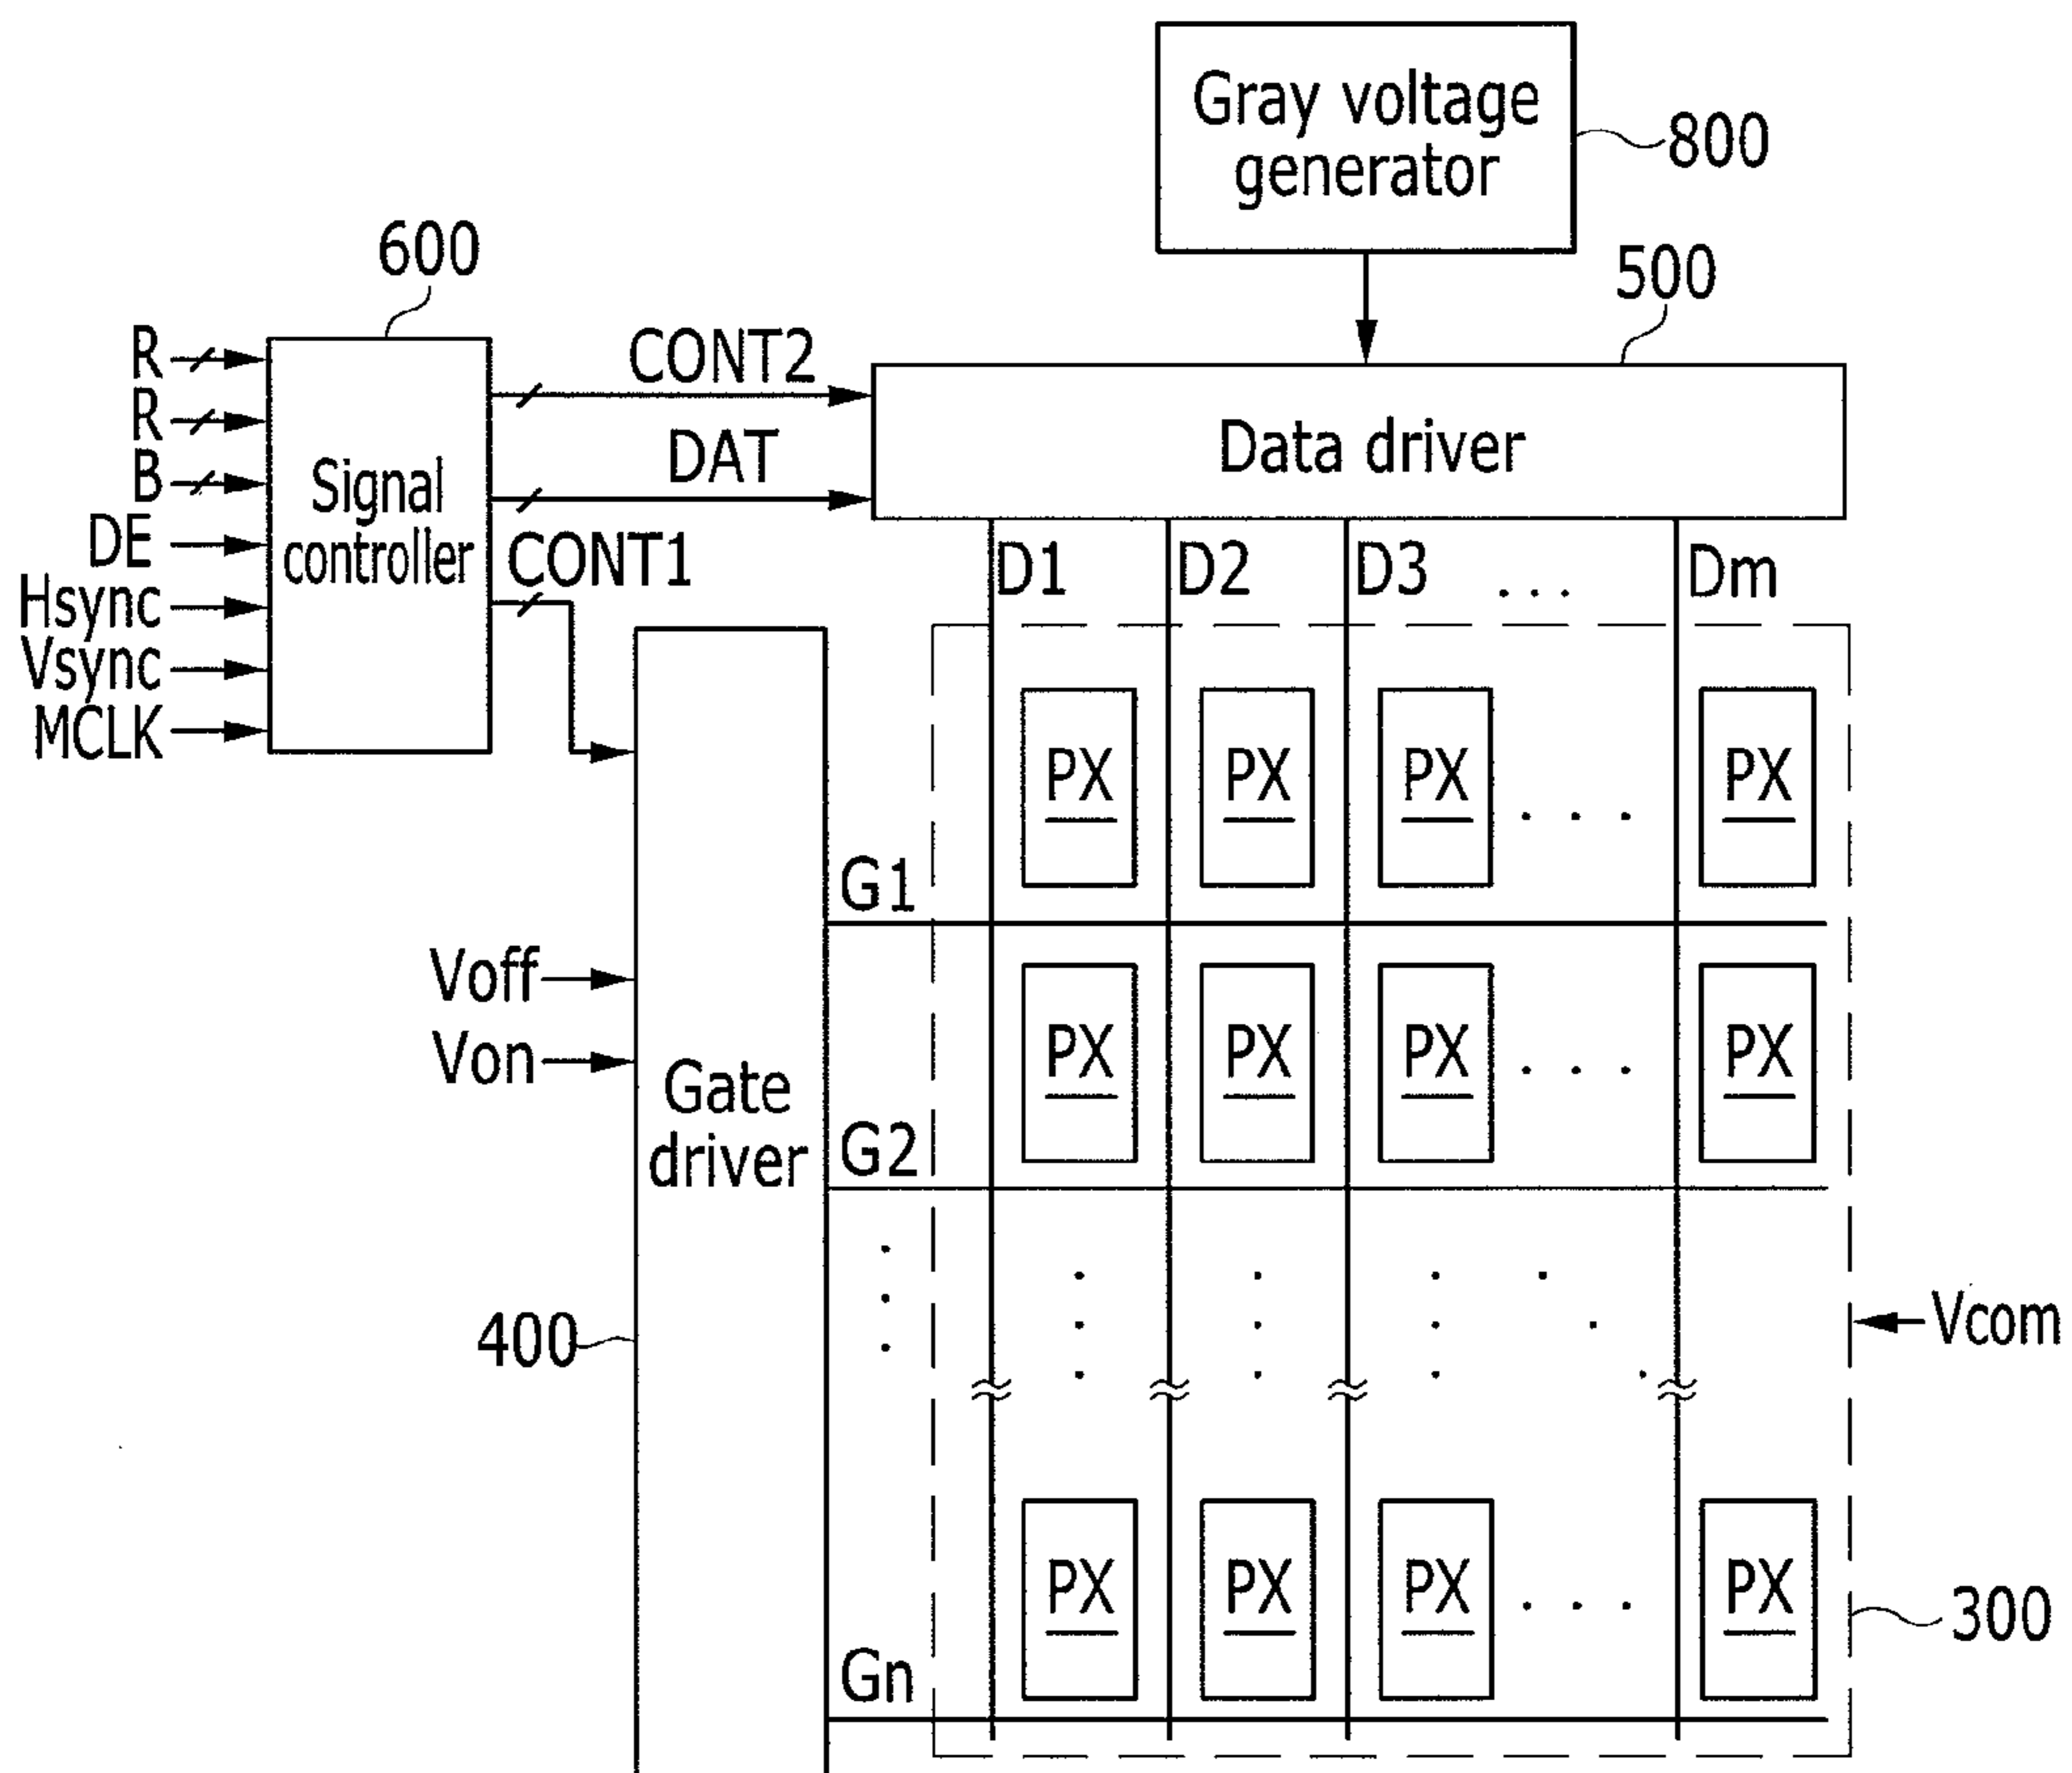 Gray voltage
generator
800
600
500
R
R
B
DE
Hsync
Vsync
MCLK
Signal
controller
CONT2
DAT
CONT1
Data driver
D1 D2 D3 ... Dm
PX PX PX ... PX
G1
Voff
Von
PX PX PX ... PX
Gate
driver
G2
400
Vcom
PX PX PX ... PX
300
Gn